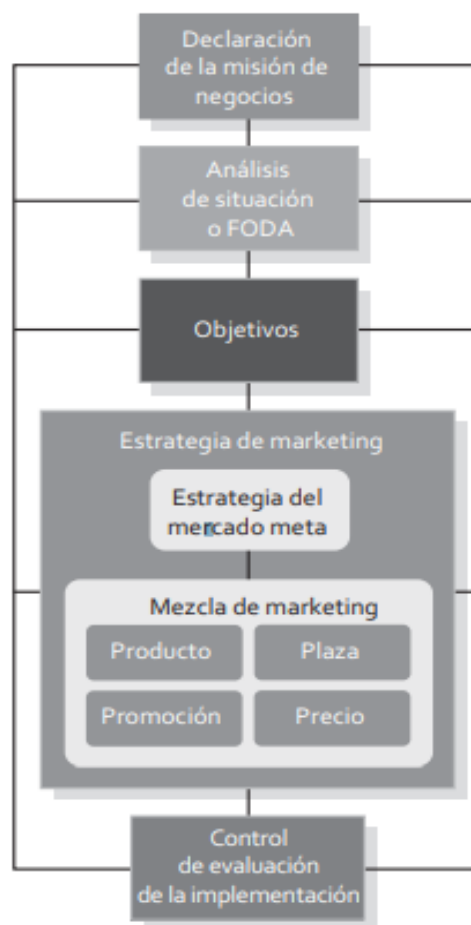 Declaración
de la misión de
negocios
Análisis
de situación
o FODA
Objetivos
Estrategia de marketing
Estrategia del
mercado meta
Mezcla de marketing
Producto
Plaza
Promoción
Precio
Control
de evaluación
de la implementación